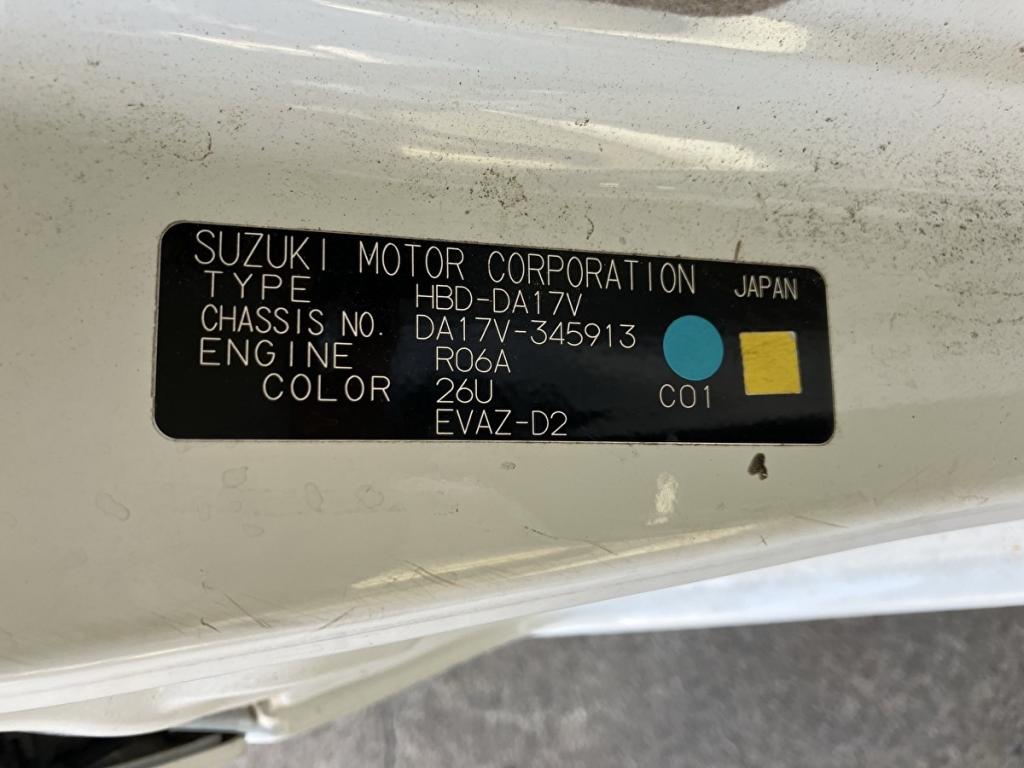 SUZUKI MOTOR CORPORATION JAPAN
TYPE HBD-DA17V
CHASSIS NO. DA17V-345913
ENGINE R06A
COLOR 26U C01
EVAZ-D2